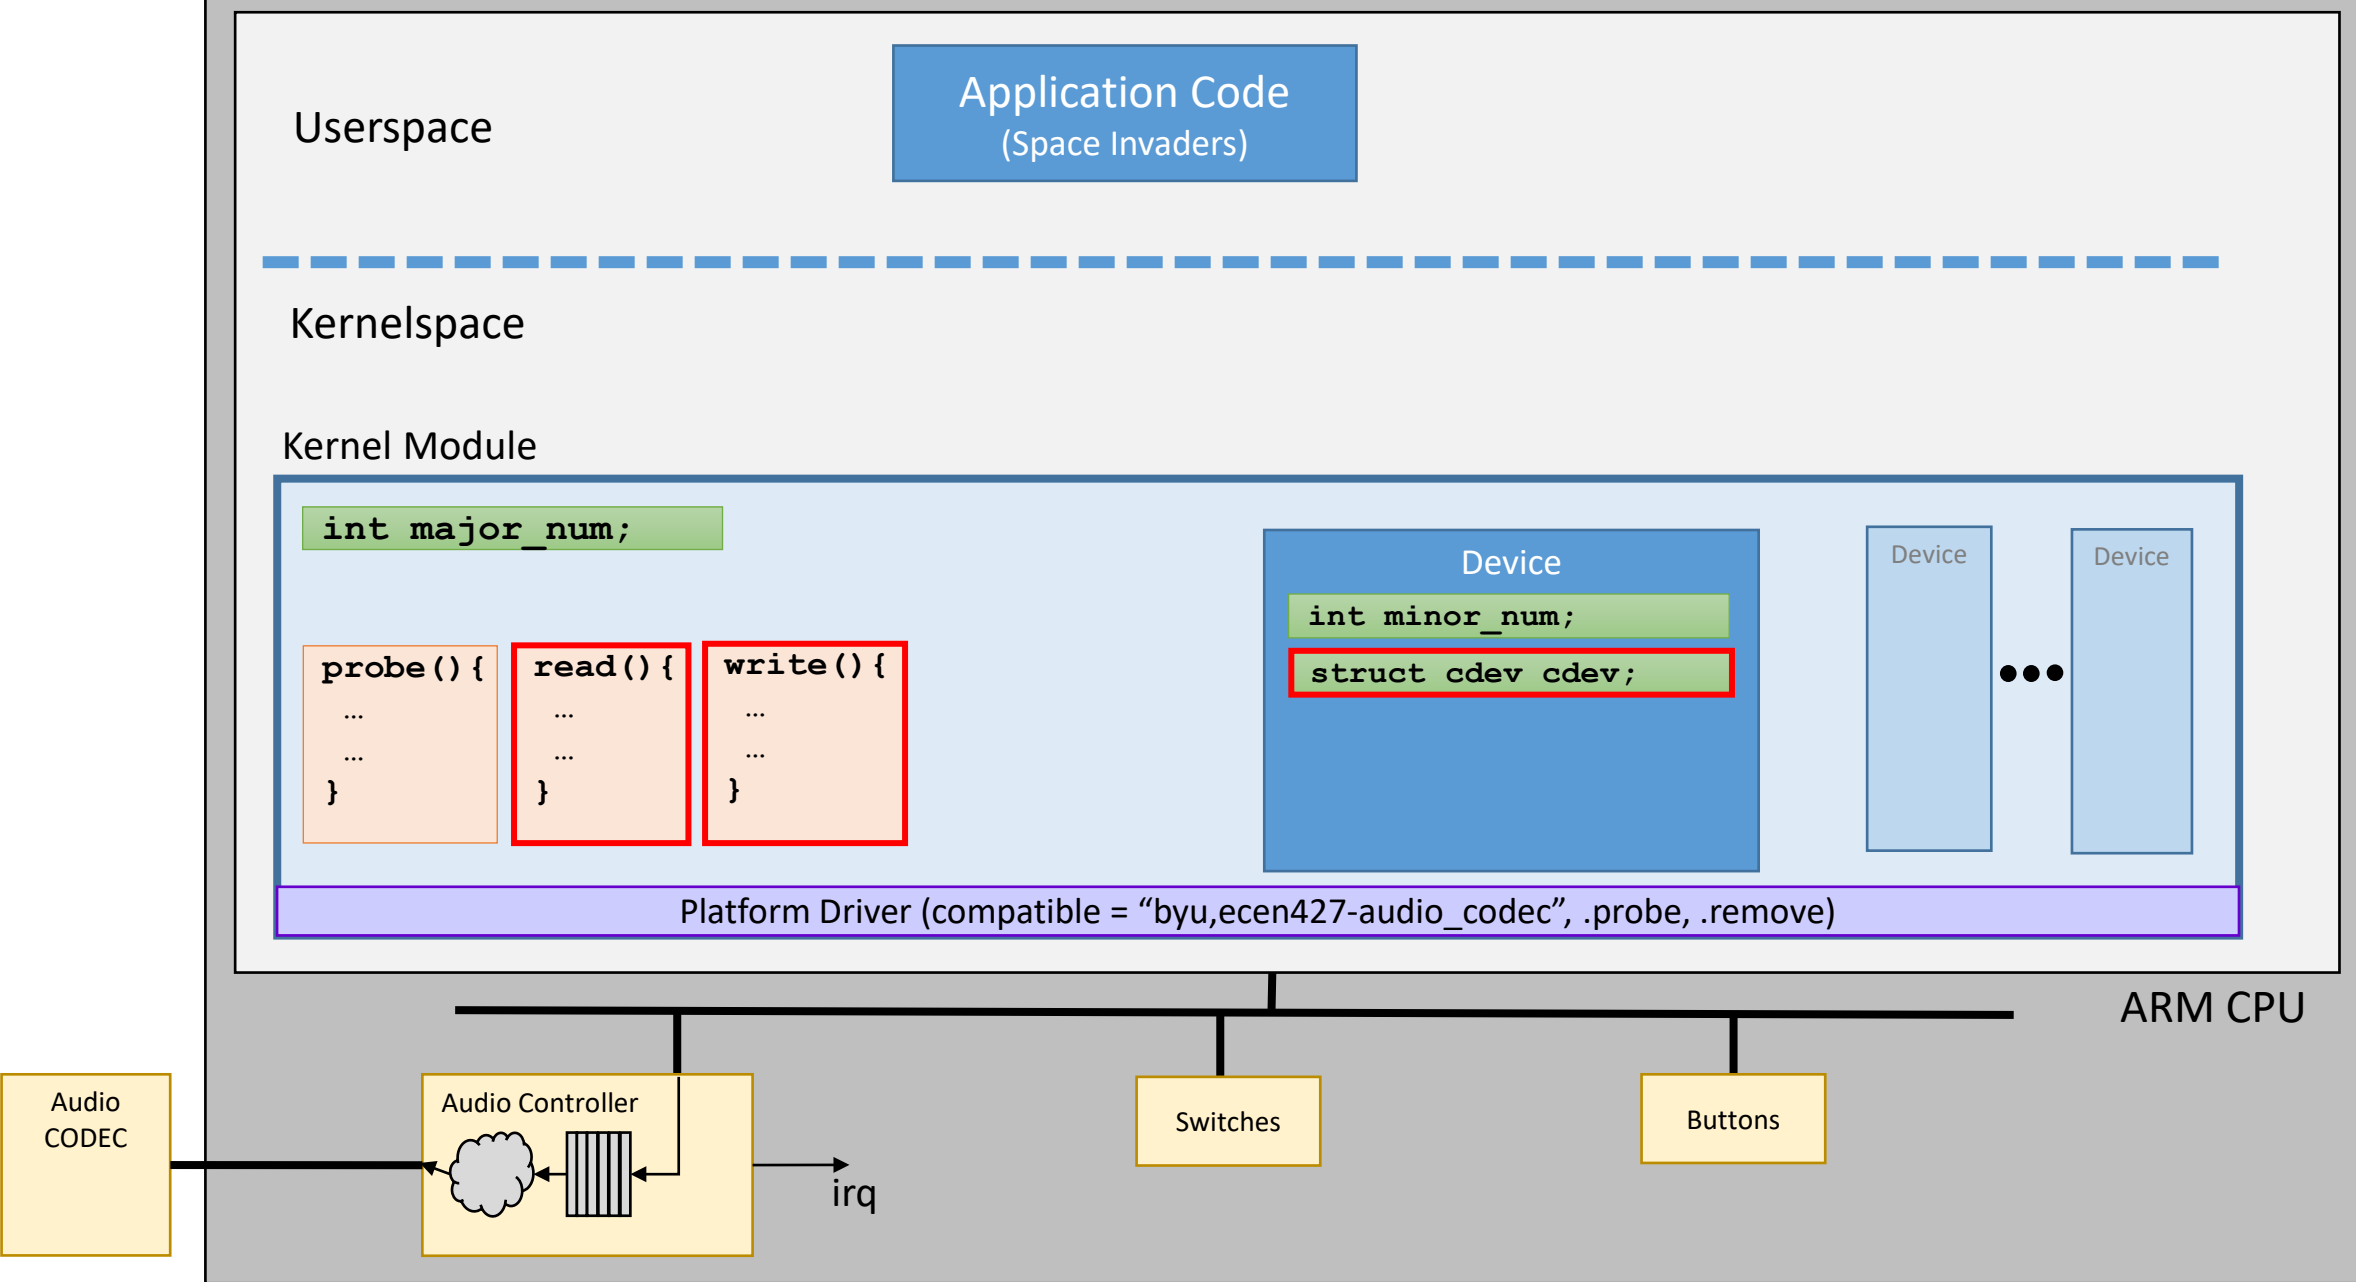 Userspace
Application Code
(Space Invaders)
Kernelspace
Kernel Module
int major_num;
probe(){
…
…
}
read(){
…
…
}
write(){
…
…
}
Device
int minor_num;
struct cdev cdev;
Device
Device
Platform Driver (compatible = “byu,ecen427-audio_codec”, .probe, .remove)
ARM CPU
Audio
CODEC
Audio Controller
irq
Switches
Buttons